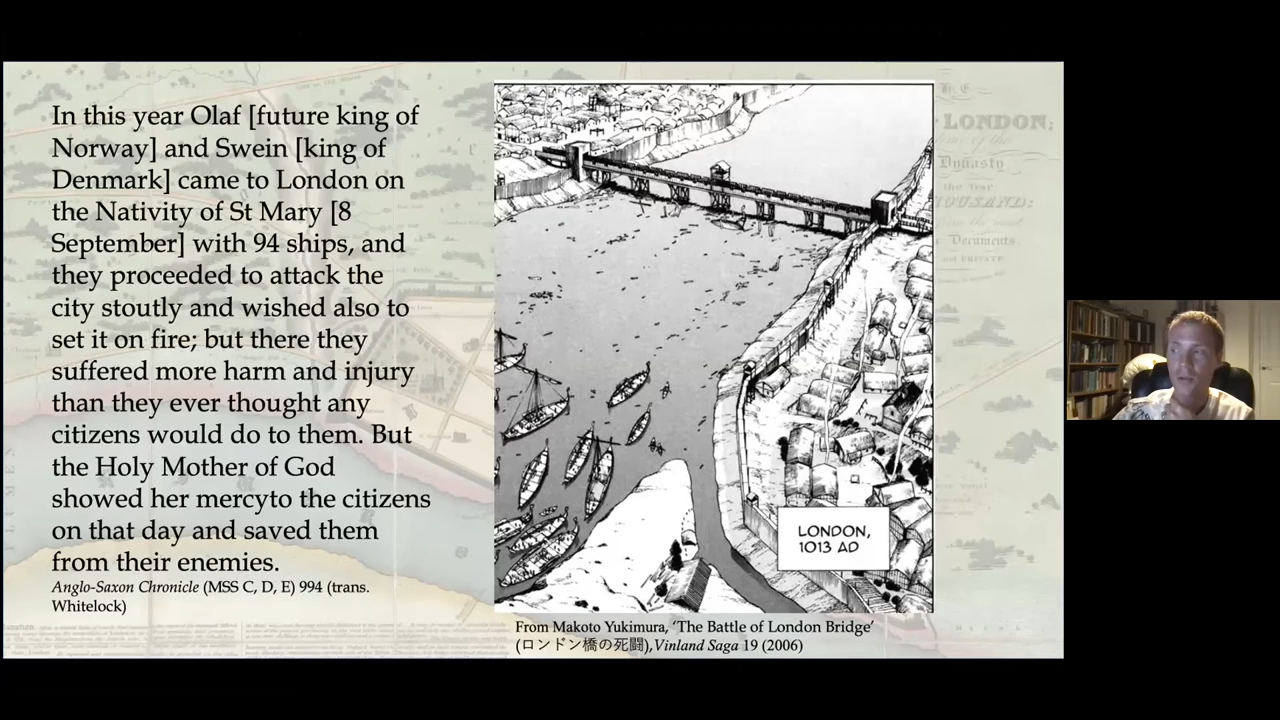 In this year Olaf [future king of
Norway] and Swein [king of
Denmark] came to London on
the Nativity of St Mary [8
September] with 94 ships, and
they proceeded to attack the
city stoutly and wished also to
set it on fire; but there they
suffered more harm and injury
than they ever thought any
citizens would do to them. But
the Holy Mother of God
showed her mercyto the citizens
on that day and saved them
from their enemies.
Anglo-Saxon Chronicle (MSS C, D, E) 994 (trans.
Whitelock)
LONDON,
1013 AD
From Makoto Yukimura, ‘The Battle of London Bridge’
(ロンドン橋の死闘), Vinland Saga 19 (2006)
LONDON;
Dynasty
the Year
Documents.